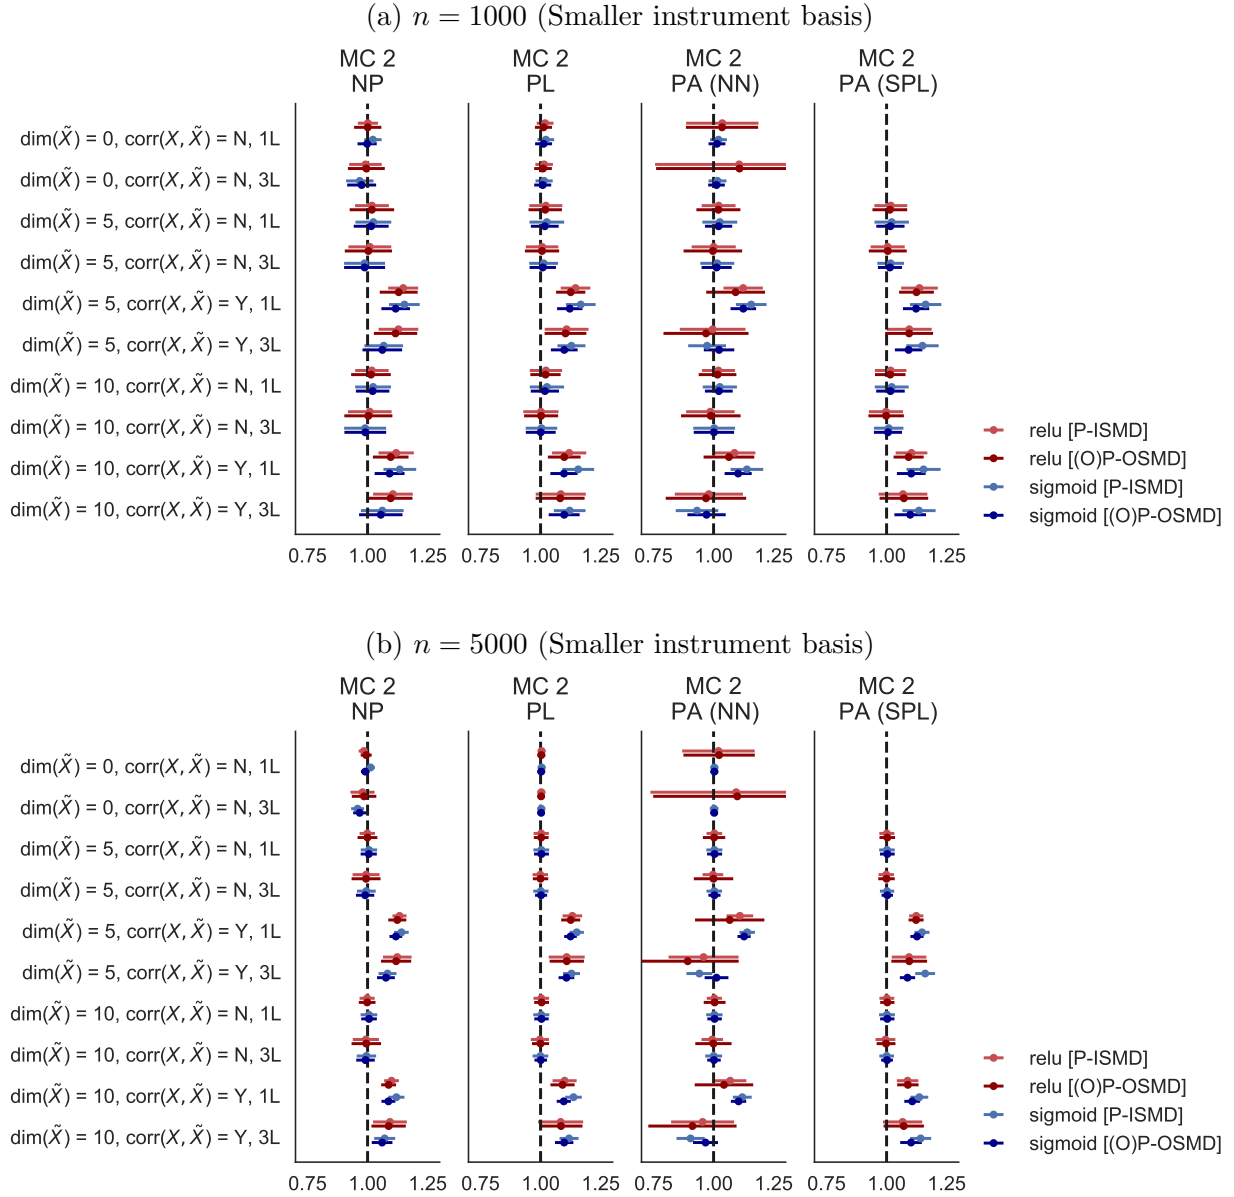 (a) n = 1000 (Smaller instrument basis)
MC 2 NP
MC 2 PL
MC 2 PA (NN)
MC 2 PA (SPL)
dim(X̃) = 0, corr(X, X̃) = N, 1L
dim(X̃) = 0, corr(X, X̃) = N, 3L
dim(X̃) = 5, corr(X, X̃) = N, 1L
dim(X̃) = 5, corr(X, X̃) = N, 3L
dim(X̃) = 5, corr(X, X̃) = Y, 1L
dim(X̃) = 5, corr(X, X̃) = Y, 3L
dim(X̃) = 10, corr(X, X̃) = N, 1L
dim(X̃) = 10, corr(X, X̃) = N, 3L
dim(X̃) = 10, corr(X, X̃) = Y, 1L
dim(X̃) = 10, corr(X, X̃) = Y, 3L
relu [P-ISMD]
relu [(O)P-OSMD]
sigmoid [P-ISMD]
sigmoid [(O)P-OSMD]
0.75 1.00 1.25 0.75 1.00 1.25 0.75 1.00 1.25 0.75 1.00 1.25
(b) n = 5000 (Smaller instrument basis)
MC 2 NP
MC 2 PL
MC 2 PA (NN)
MC 2 PA (SPL)
dim(X̃) = 0, corr(X, X̃) = N, 1L
dim(X̃) = 0, corr(X, X̃) = N, 3L
dim(X̃) = 5, corr(X, X̃) = N, 1L
dim(X̃) = 5, corr(X, X̃) = N, 3L
dim(X̃) = 5, corr(X, X̃) = Y, 1L
dim(X̃) = 5, corr(X, X̃) = Y, 3L
dim(X̃) = 10, corr(X, X̃) = N, 1L
dim(X̃) = 10, corr(X, X̃) = N, 3L
dim(X̃) = 10, corr(X, X̃) = Y, 1L
dim(X̃) = 10, corr(X, X̃) = Y, 3L
relu [P-ISMD]
relu [(O)P-OSMD]
sigmoid [P-ISMD]
sigmoid [(O)P-OSMD]
0.75 1.00 1.25 0.75 1.00 1.25 0.75 1.00 1.25 0.75 1.00 1.25